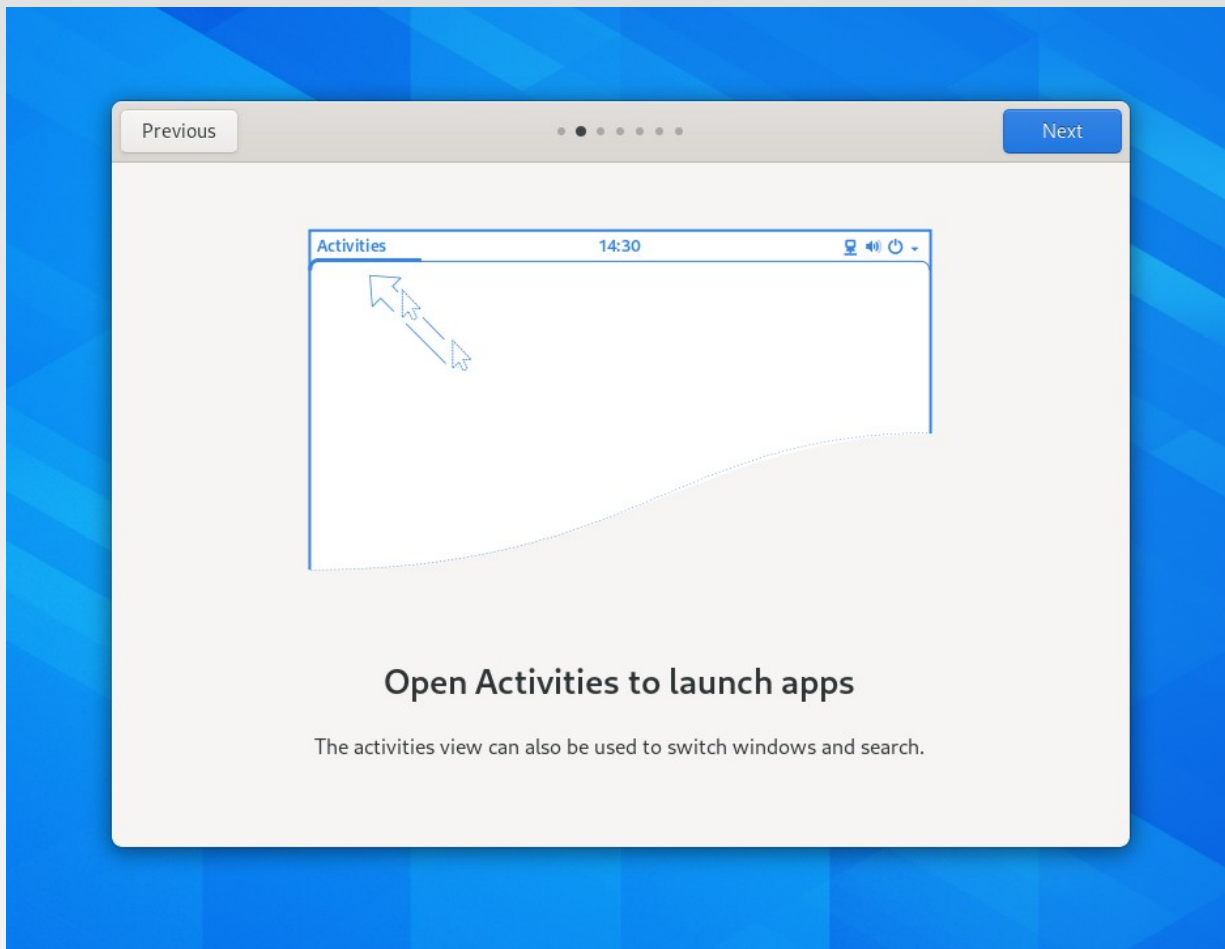 Previous
Next
Activities 14:30
Open Activities to launch apps
The activities view can also be used to switch windows and search.